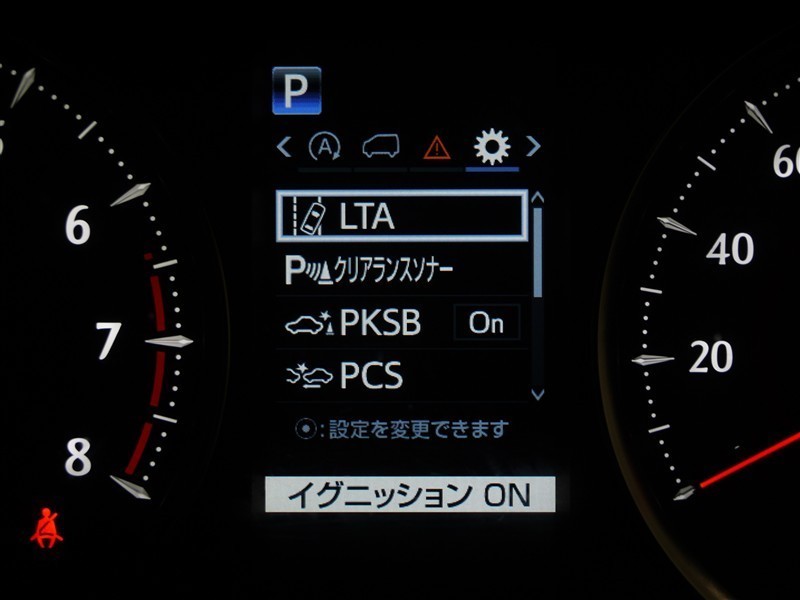 P
A
LTA
Pクリアランスソナー
PKSB On
PCS
:設定を変更できます
イグニッション ON
6
7
8
60
40
20